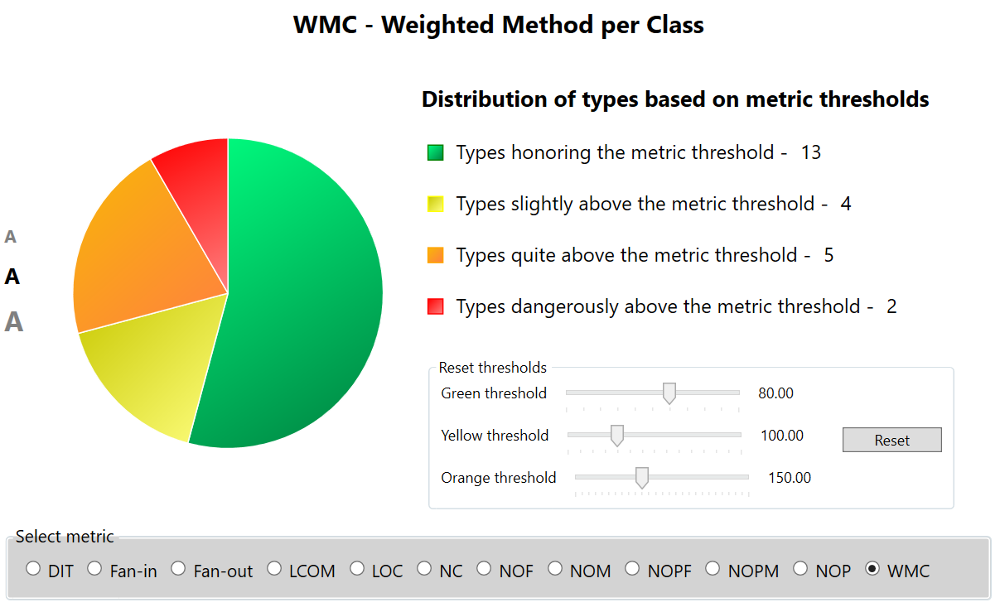 WMC - Weighted Method per Class
Distribution of types based on metric thresholds
Types honoring the metric threshold - 13
Types slightly above the metric threshold - 4
Types quite above the metric threshold - 5
Types dangerously above the metric threshold - 2
A
A
A
Reset thresholds
Green threshold 80.00
Yellow threshold 100.00
Reset
Orange threshold 150.00
Select metric
DIT Fan-in Fan-out LCOM LOC NC NOF NOM NOPF NOPM NOP WMC